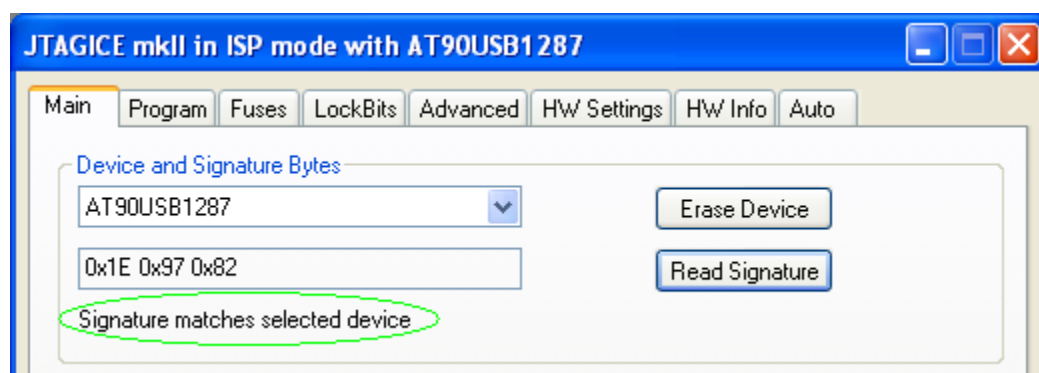 JTAGICE mkII in ISP mode with AT90USB1287
Main Program Fuses LockBits Advanced HW Settings HW Info Auto
Device and Signature Bytes
AT90USB1287 Erase Device
0x1E 0x97 0x82 Read Signature
Signature matches selected device